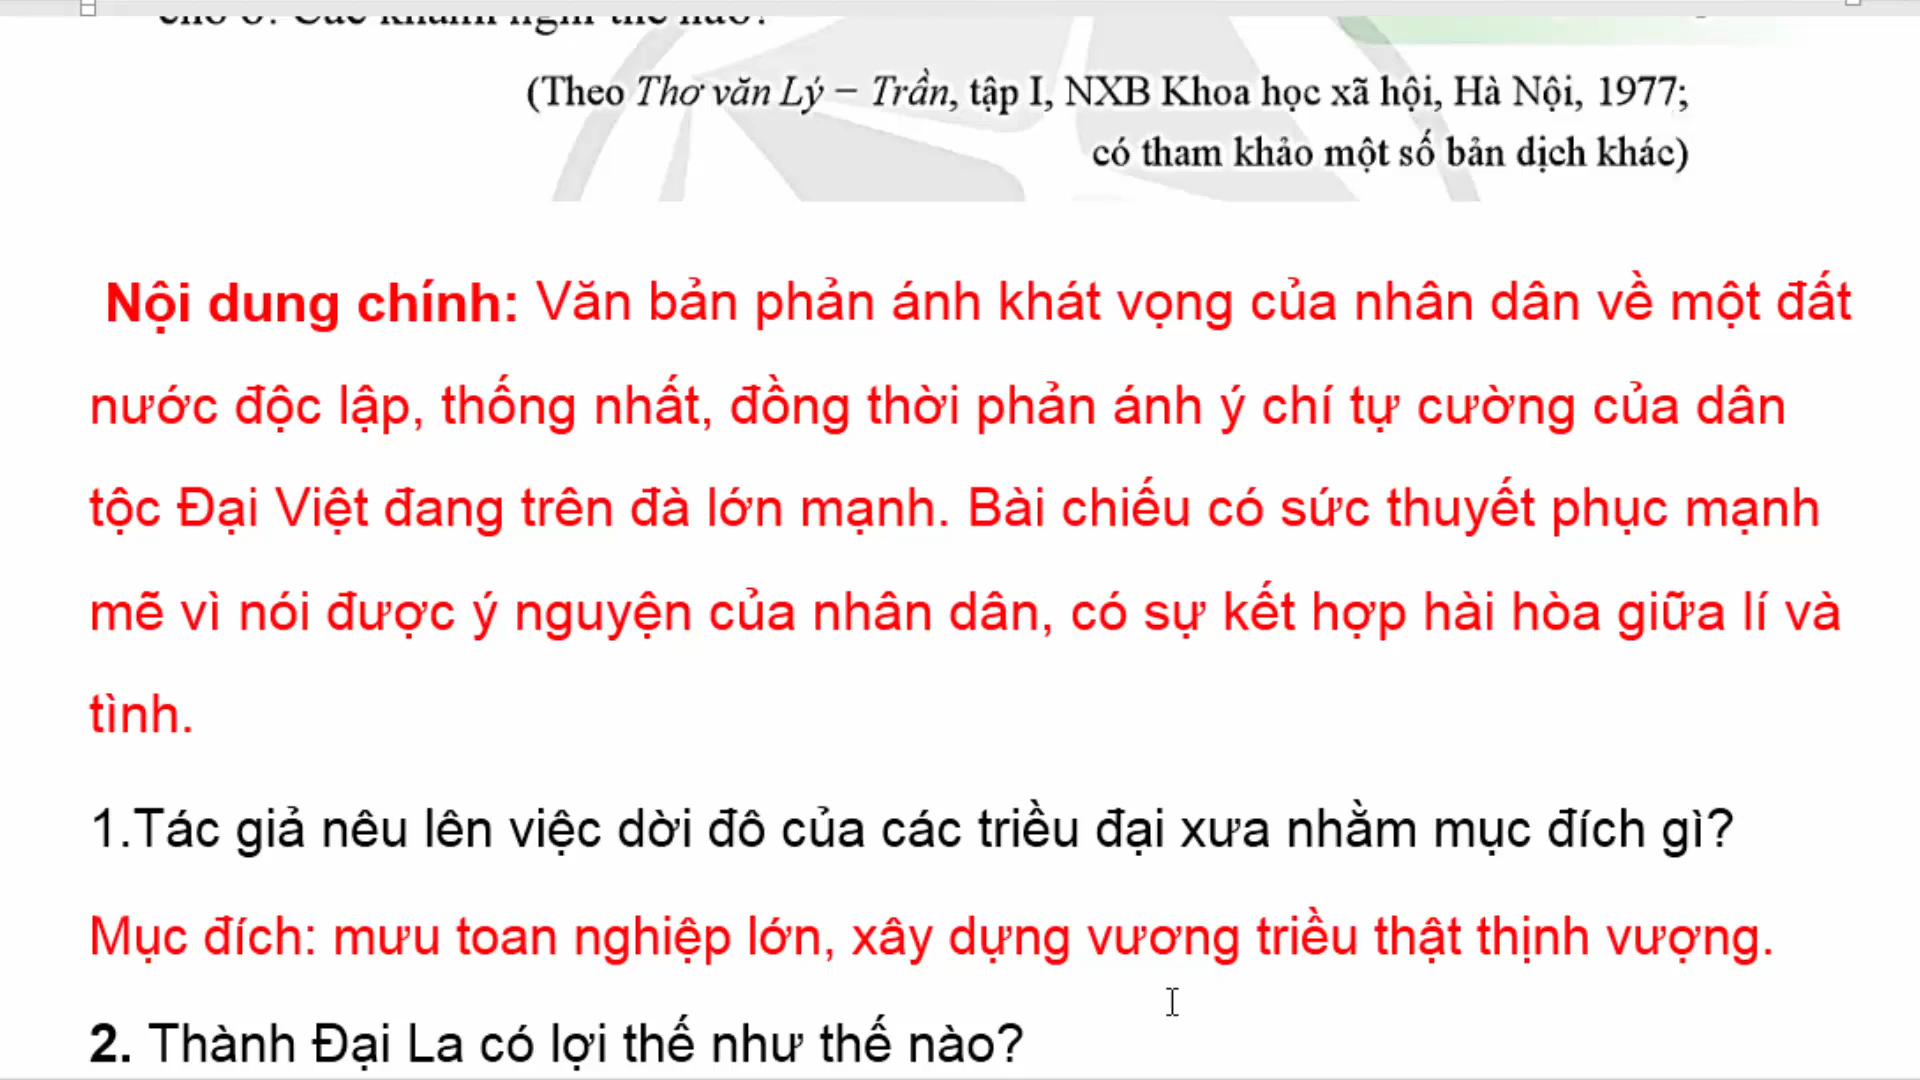 (Theo Thơ văn Lý – Trần, tập I, NXB Khoa học xã hội, Hà Nội, 1977;
có tham khảo một số bản dịch khác)
Nội dung chính: Văn bản phản ánh khát vọng của nhân dân về một đất
nước độc lập, thống nhất, đồng thời phản ánh ý chí tự cường của dân
tộc Đại Việt đang trên đà lớn mạnh. Bài chiếu có sức thuyết phục mạnh
mẽ vì nói được ý nguyện của nhân dân, có sự kết hợp hài hòa giữa lí và
tình.
1.Tác giả nêu lên việc dời đô của các triều đại xưa nhằm mục đích gì?
Mục đích: mưu toan nghiệp lớn, xây dựng vương triều thật thịnh vượng.
2. Thành Đại La có lợi thế như thế nào?